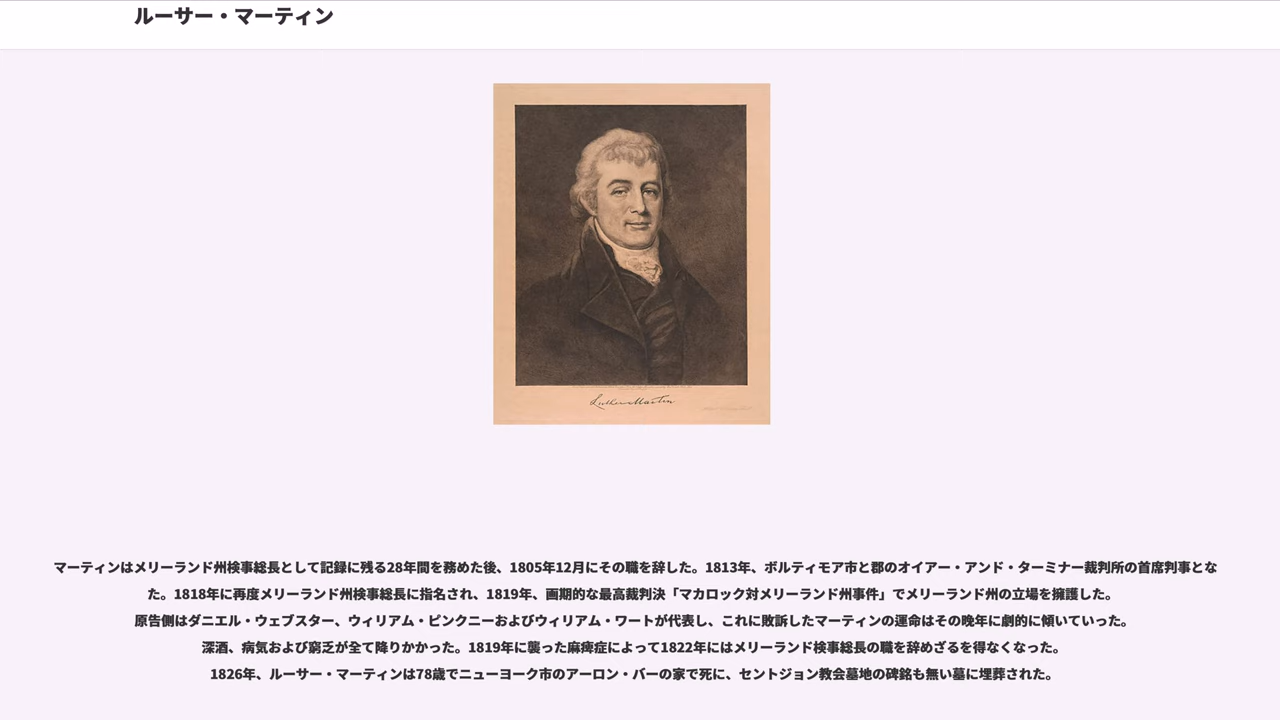 ルーサー・マーティン
Luther Martin
マーティンはメリーランド州検事総長として記録に残る28年間を務めた後、1805年12月にその職を辞した。1813年、ボルティモア市と郡のオイアー・アンド・ターミナー裁判所の首席判事とな
た。1818年に再度メリーランド州検事総長に指名され、1819年、画期的な最高裁判決「マカロック対メリーランド州事件」でメリーランド州の立場を擁護した。
原告側はダニエル・ウェブスター、ウィリアム・ピンクニーおよびウィリアム・ワートが代表し、これに敗訴したマーティンの運命はその晩年に劇的に傾いていった。
深酒、病気および窮乏が全て降りかかった。1819年に襲った麻痺症によって1822年にはメリーランド検事総長の職を辞めざるを得なくなった。
1826年、ルーサー・マーティンは78歳でニューヨーク市のアーロン・バーの家で死に、セントジョン教会墓地の碑銘も無い墓に埋葬された。